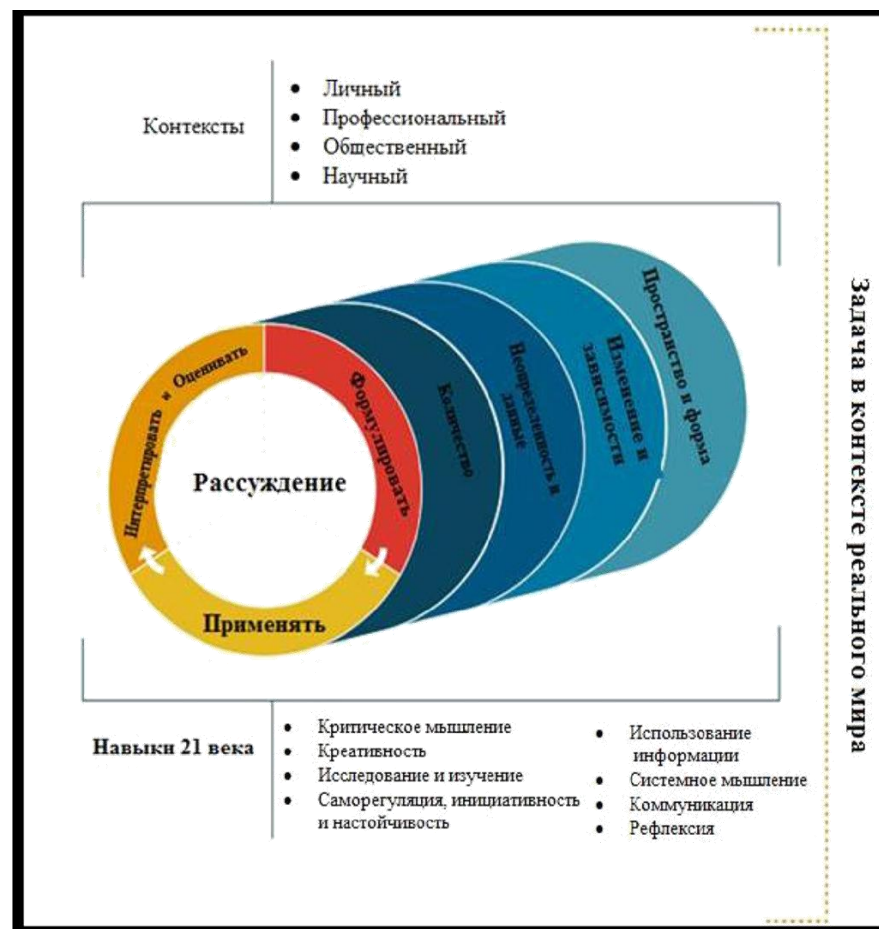 Контексты
• Личный
• Профессиональный
• Общественный
• Научный
Интерпретировать и Оценивать
Формулировать
Применять
Рассуждение
Количество
Неопределенность и
данные
Изменение и
зависимости
Пространство и форма
Задача в контексте реального мира
Навыки 21 века
• Критическое мышление
• Креативность
• Исследование и изучение
• Саморегуляция, инициативность
и настойчивость
• Использование
информации
• Системное мышление
• Коммуникация
• Рефлексия